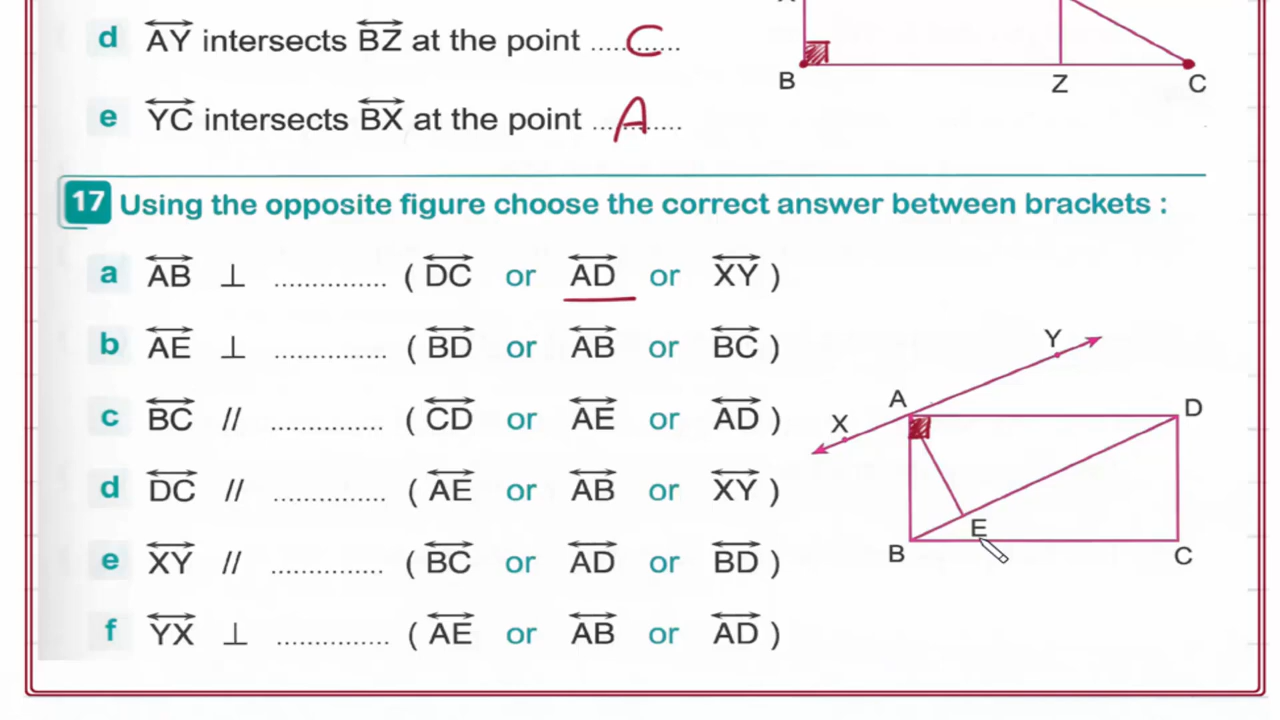 d AY intersects BZ at the point ..... C .....
B Z C
e YC intersects BX at the point ..... A .....
17 Using the opposite figure choose the correct answer between brackets :
a AB ⊥ ............... ( DC or AD or XY )
b AE ⊥ ............... ( BD or AB or BC )
c BC // ............... ( CD or AE or AD )
d DC // ............... ( AE or AB or XY )
e XY // ............... ( BC or AD or BD )
f YX ⊥ ............... ( AE or AB or AD )
Y
A D
X
E
B C